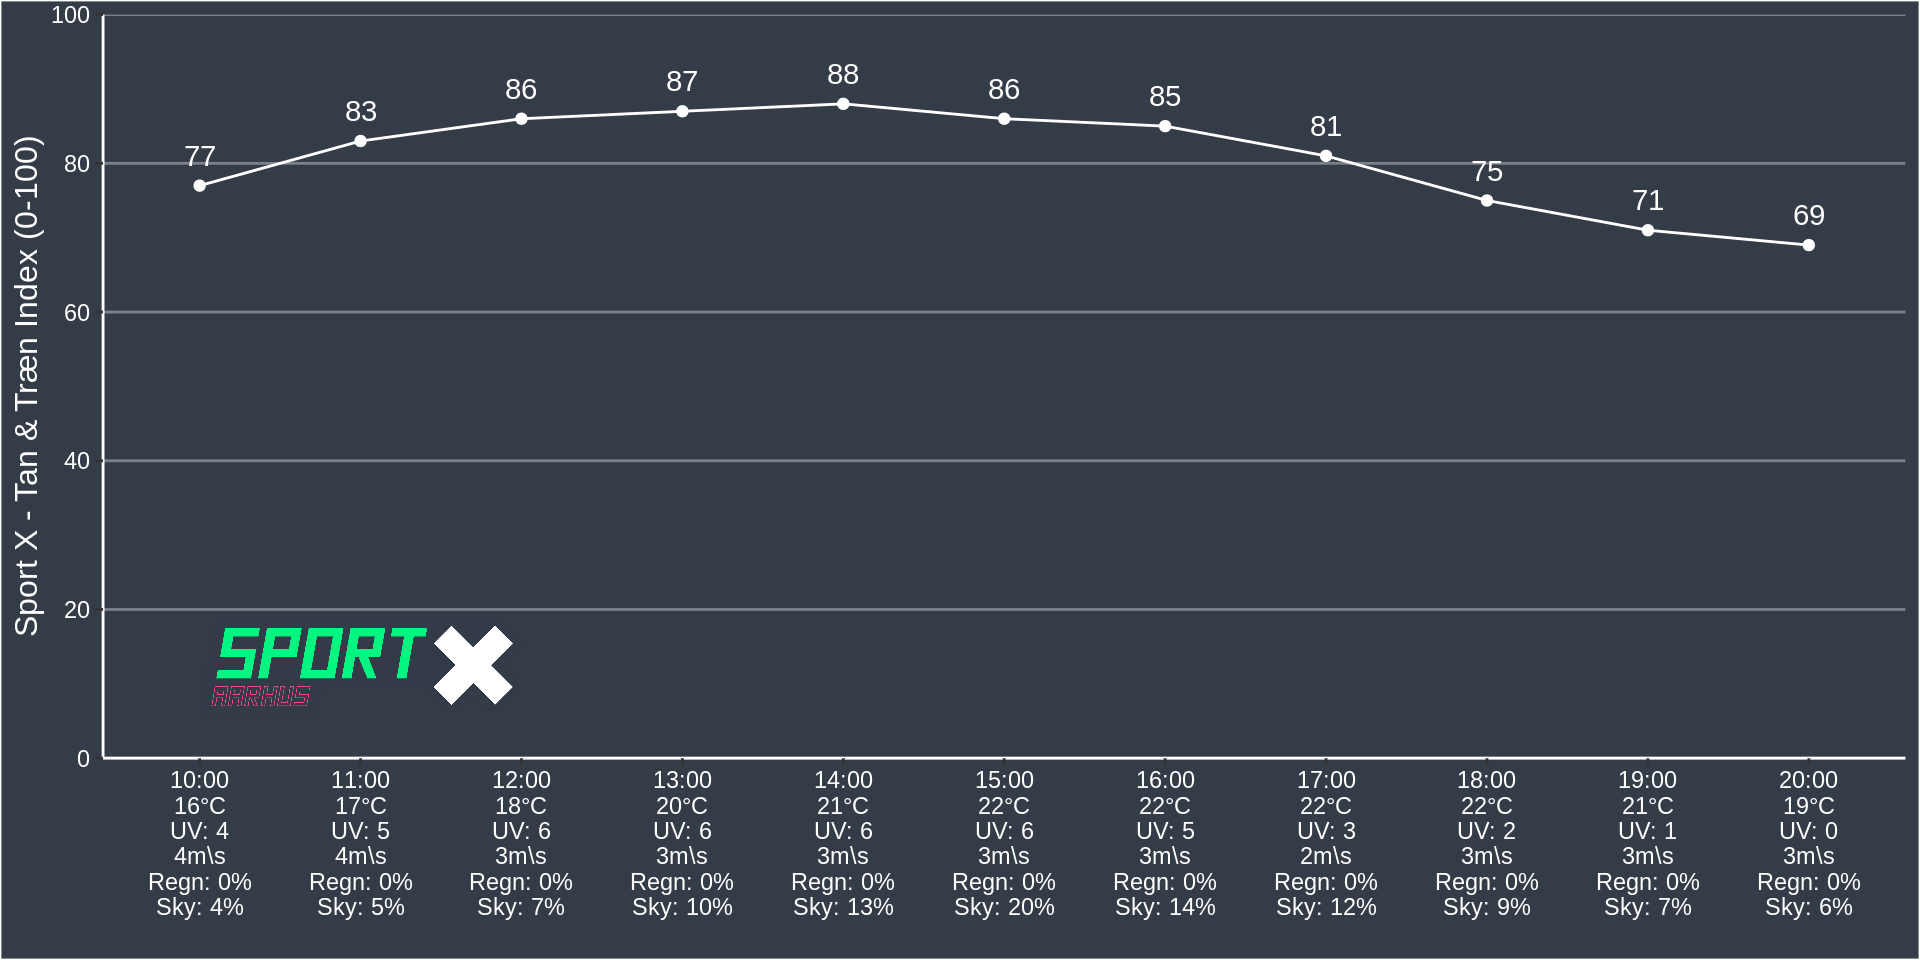 Sport X - Tan & Træn Index (0-100)
100
80
60
40
20
0
77
83
86
87
88
86
85
81
75
71
69
SPORT X
AARHUS
10:00 11:00 12:00 13:00 14:00 15:00 16:00 17:00 18:00 19:00 20:00
16°C 17°C 18°C 20°C 21°C 22°C 22°C 22°C 22°C 21°C 19°C
UV: 4 UV: 5 UV: 6 UV: 6 UV: 6 UV: 6 UV: 5 UV: 3 UV: 2 UV: 1 UV: 0
4m\s 4m\s 3m\s 3m\s 3m\s 3m\s 3m\s 2m\s 3m\s 3m\s 3m\s
Regn: 0% Regn: 0% Regn: 0% Regn: 0% Regn: 0% Regn: 0% Regn: 0% Regn: 0% Regn: 0% Regn: 0% Regn: 0%
Sky: 4% Sky: 5% Sky: 7% Sky: 10% Sky: 13% Sky: 20% Sky: 14% Sky: 12% Sky: 9% Sky: 7% Sky: 6%